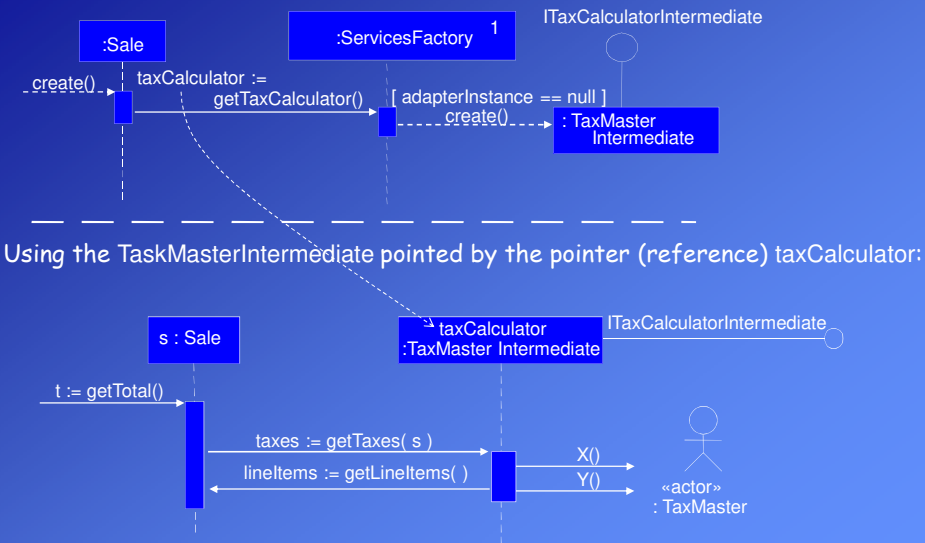 ITaxCalculatorIntermediate
:Sale
:ServicesFactory 1
create()
taxCalculator :=
getTaxCalculator()
[ adapterInstance == null ]
create()
: TaxMaster
Intermediate
Using the TaskMasterIntermediate pointed by the pointer (reference) taxCalculator:
s : Sale
taxCalculator
:TaxMaster Intermediate
ITaxCalculatorIntermediate
t := getTotal()
taxes := getTaxes( s )
lineItems := getLineItems( )
X()
Y()
«actor»
: TaxMaster